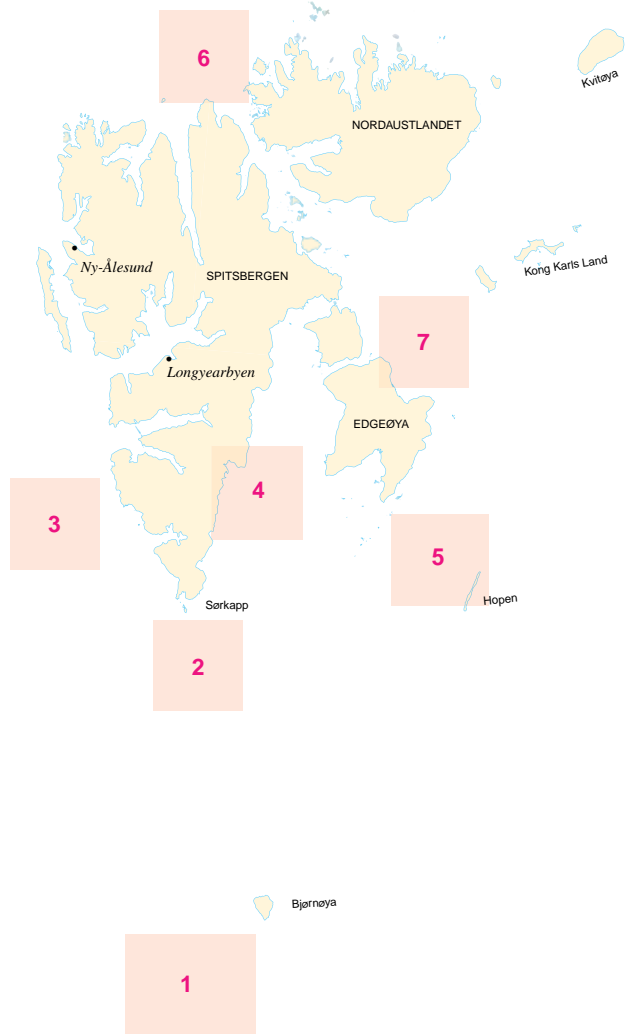 6
Kvitøya
NORDAUSTLANDET
Ny-Ålesund
SPITSBERGEN
Kong Karls Land
7
Longyearbyen
EDGEØYA
4
3
5
Hopen
Sørkapp
2
Bjørnøya
1